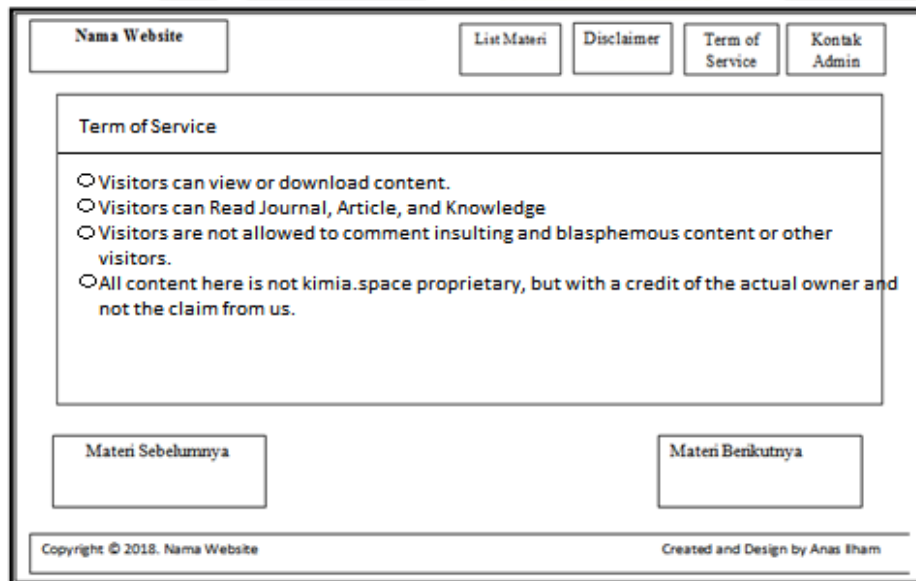 Nama Website
List Materi
Disclaimer
Term of
Service
Kontak
Admin
Term of Service
Visitors can view or download content.
Visitors can Read Journal, Article, and Knowledge
Visitors are not allowed to comment insulting and blasphemous content or other
visitors.
All content here is not kimia.space proprietary, but with a credit of the actual owner and
not the claim from us.
Materi Sebelumnya
Materi Berikutnya
Copyright © 2018. Nama Website
Created and Design by Anas Ilham